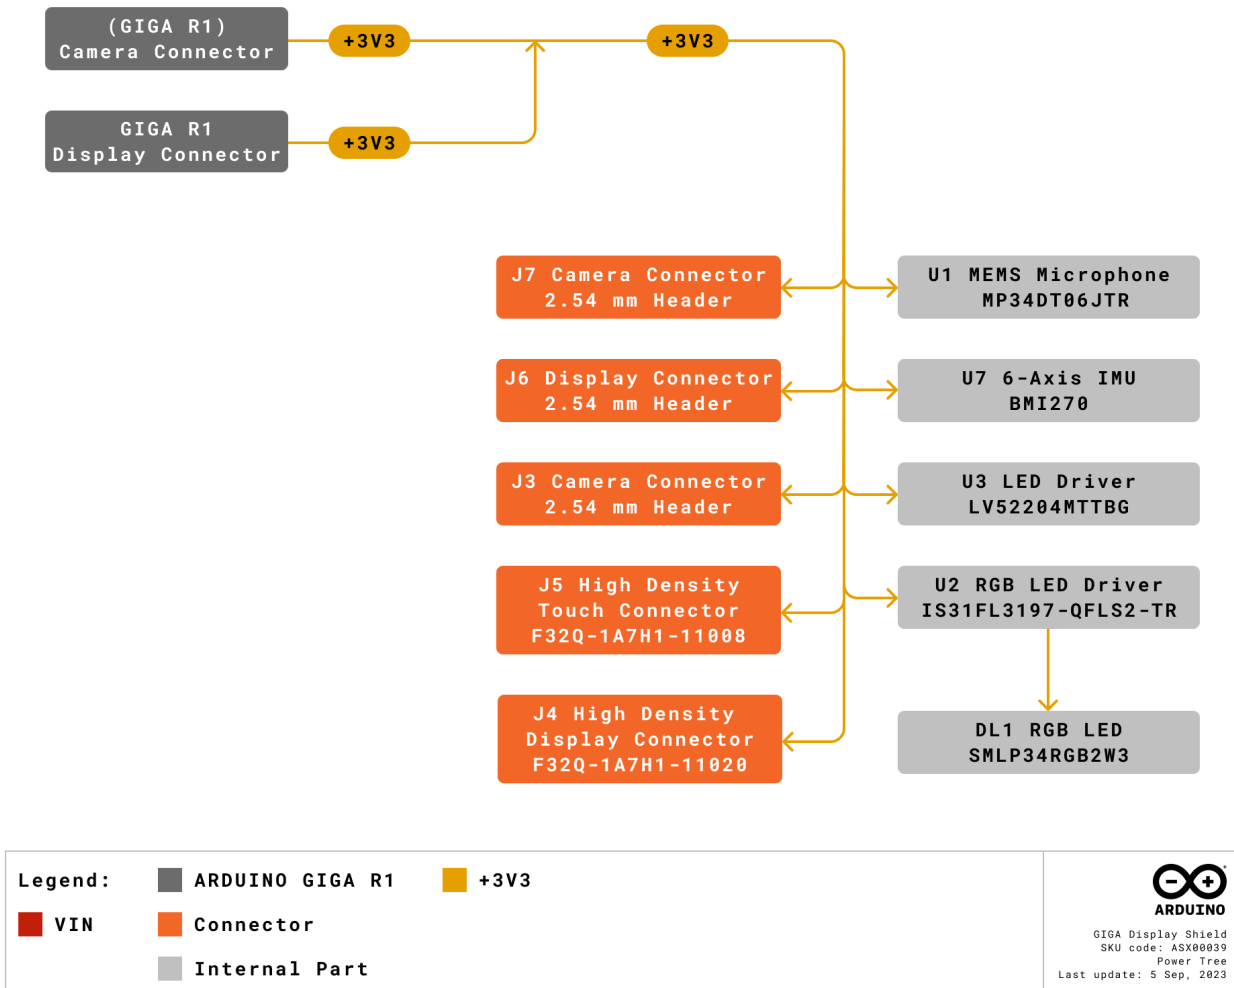 (GIGA R1)
Camera Connector
+3V3
+3V3
GIGA R1
Display Connector
+3V3
J7 Camera Connector
2.54 mm Header
U1 MEMS Microphone
MP34DT06JTR
J6 Display Connector
2.54 mm Header
U7 6-Axis IMU
BMI270
J3 Camera Connector
2.54 mm Header
U3 LED Driver
LV52204MTTBG
J5 High Density
Touch Connector
F32Q-1A7H1-11008
U2 RGB LED Driver
IS31FL3197-QFLS2-TR
J4 High Density
Display Connector
F32Q-1A7H1-11020
DL1 RGB LED
SMLP34RGB2W3
Legend:
ARDUINO GIGA R1
+3V3
VIN
Connector
Internal Part
ARDUINO
GIGA Display Shield
SKU code: ASX00039
Power Tree
Last update: 5 Sep, 2023